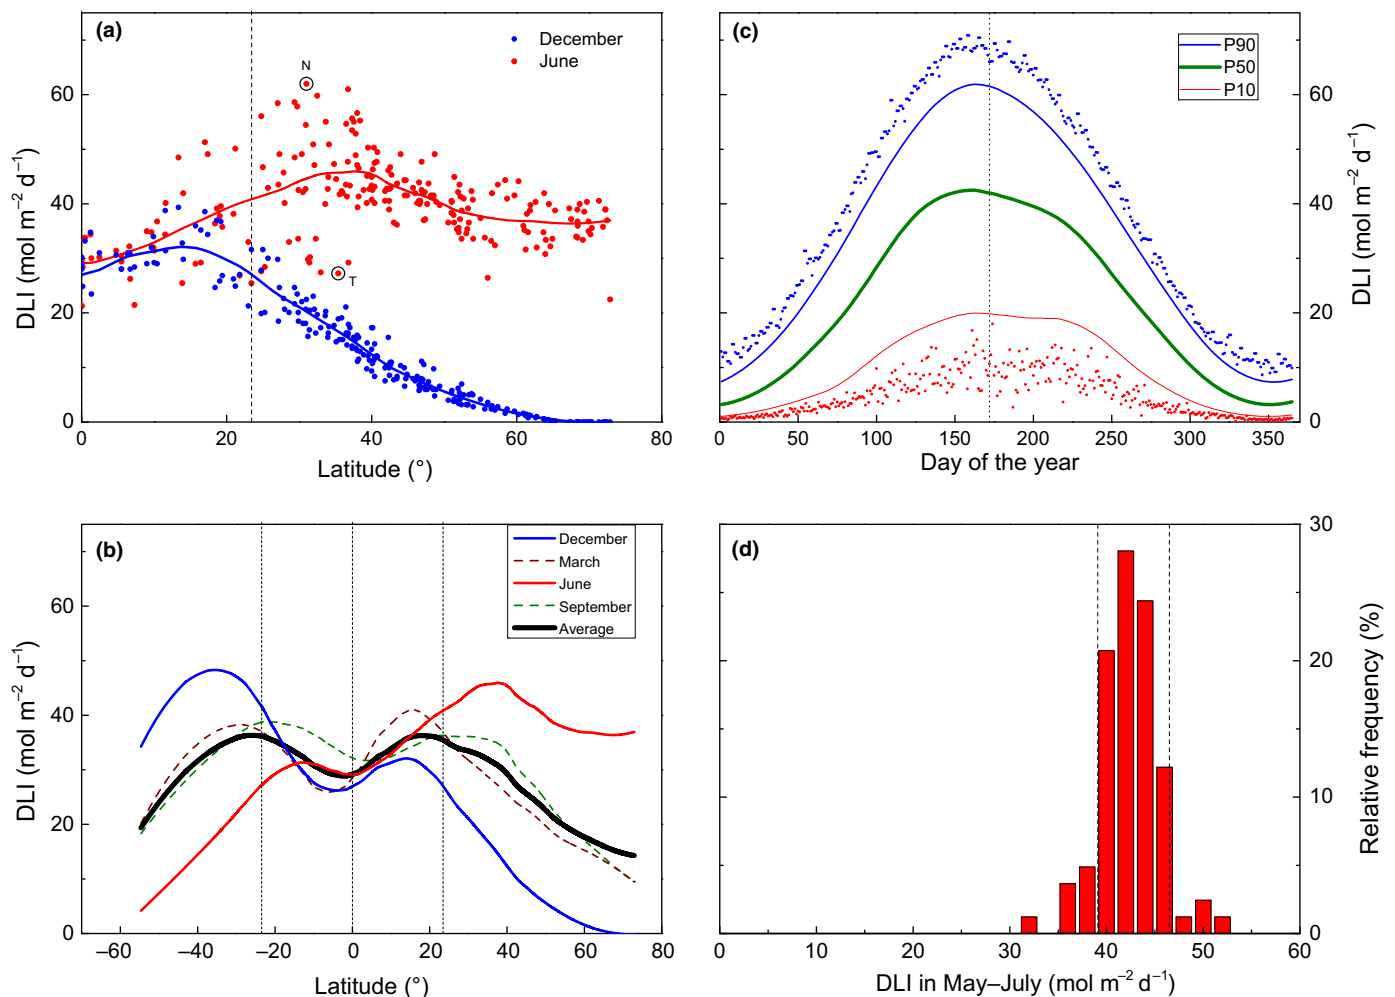 (a)
December
June
N
T
DLI (mol m⁻² d⁻¹)
60
40
20
0
0 20 40 60 80
Latitude (°)
(c)
P90
P50
P10
60
40
20
0
DLI (mol m⁻² d⁻¹)
0 50 100 150 200 250 300 350
Day of the year
(b)
December
March
June
September
Average
DLI (mol m⁻² d⁻¹)
60
40
20
0
–60 –40 –20 0 20 40 60 80
Latitude (°)
(d)
30
20
10
0
Relative frequency (%)
0 10 20 30 40 50 60
DLI in May–July (mol m⁻² d⁻¹)